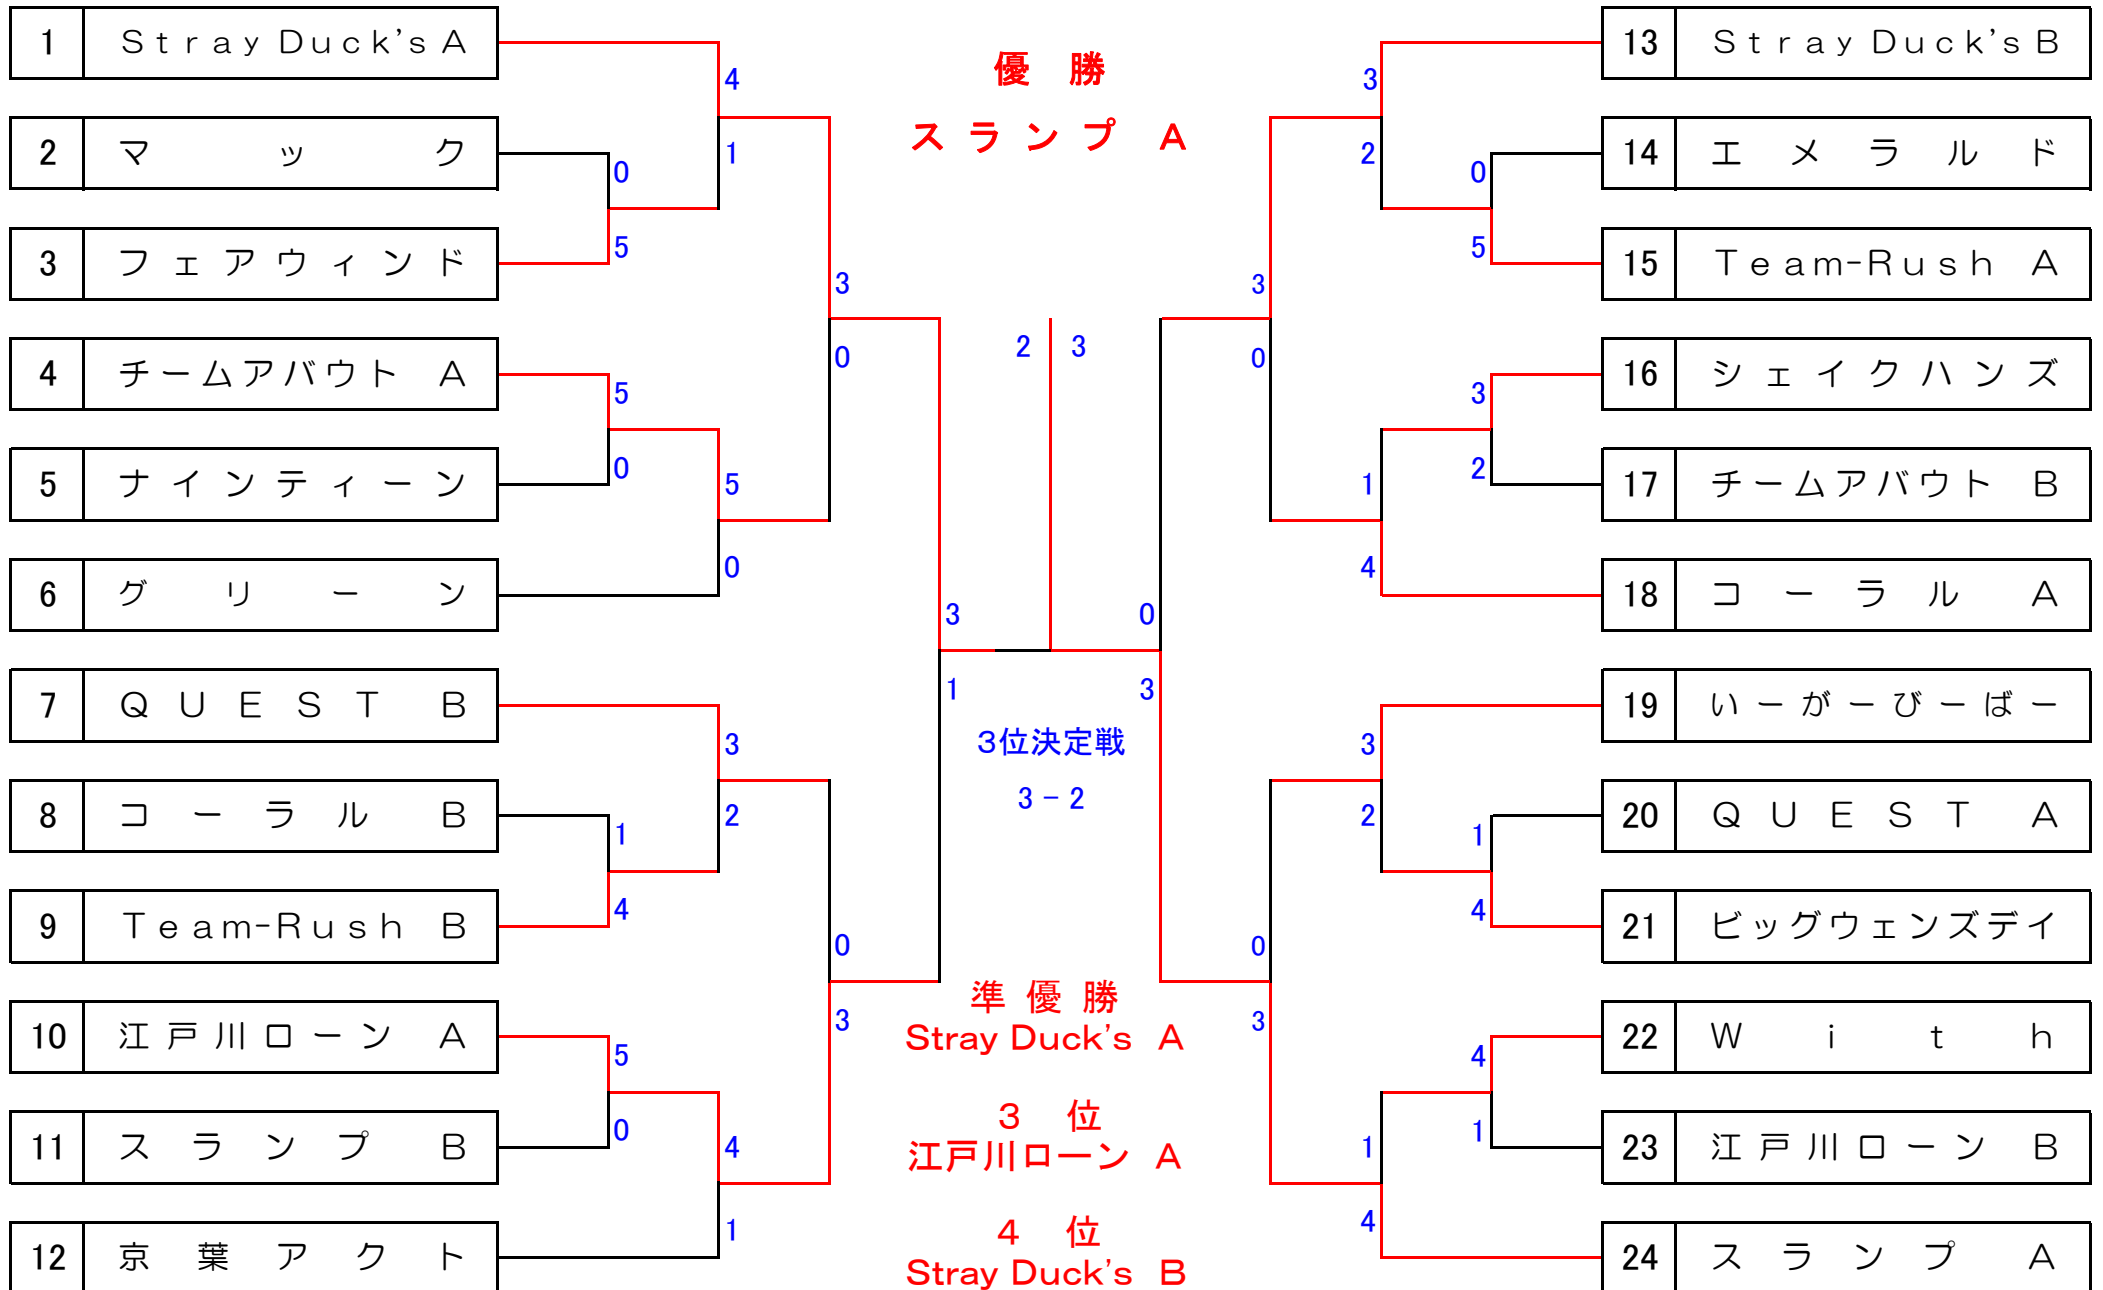 1 Stray Duck's A
2 マック
3 フェアウィンド
4 チームアバウト A
5 ナインティーン
6 グリーン
7 QUEST B
8 コーラル B
9 Team-Rush B
10 江戸川ローン A
11 スランプ B
12 京葉アクト
4
1
0
5
3
0
5
0
5
0
3
1
3
2
1
4
0
3
5
0
4
1
優勝
スランプ A
2 3
3位決定戦
3-2
準優勝
Stray Duck's A
3位
江戸川ローン A
4位
Stray Duck's B
3
2
0
5
3
0
3
2
1
4
0
3
3
2
1
4
0
3
4
1
1
4
13 Stray Duck's B
14 エメラルド
15 Team-Rush A
16 シェイクハンズ
17 チームアバウト B
18 コーラル A
19 いーがーびーばー
20 QUEST A
21 ビッグウェンズデイ
22 With
23 江戸川ローン B
24 スランプ A